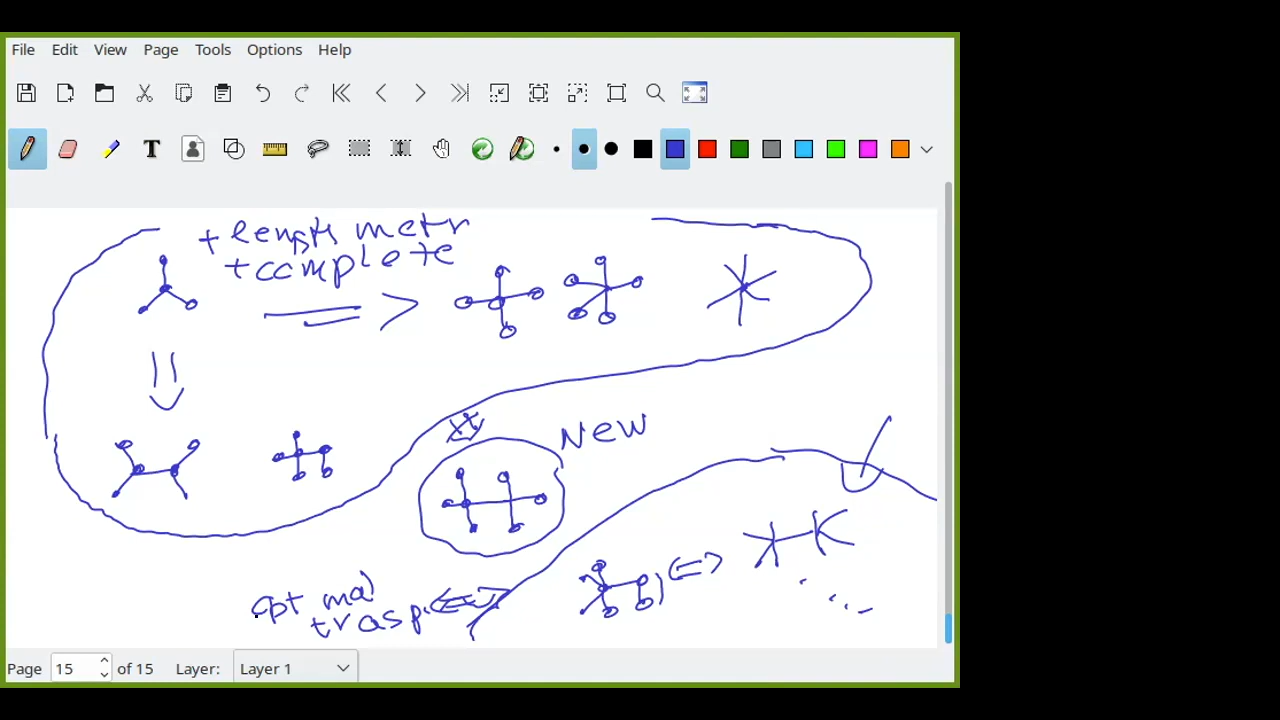 File Edit View Page Tools Options Help
T
+ length metr
+ complete
New
opt mal
trasp.
Page 15 of 15 Layer: Layer 1